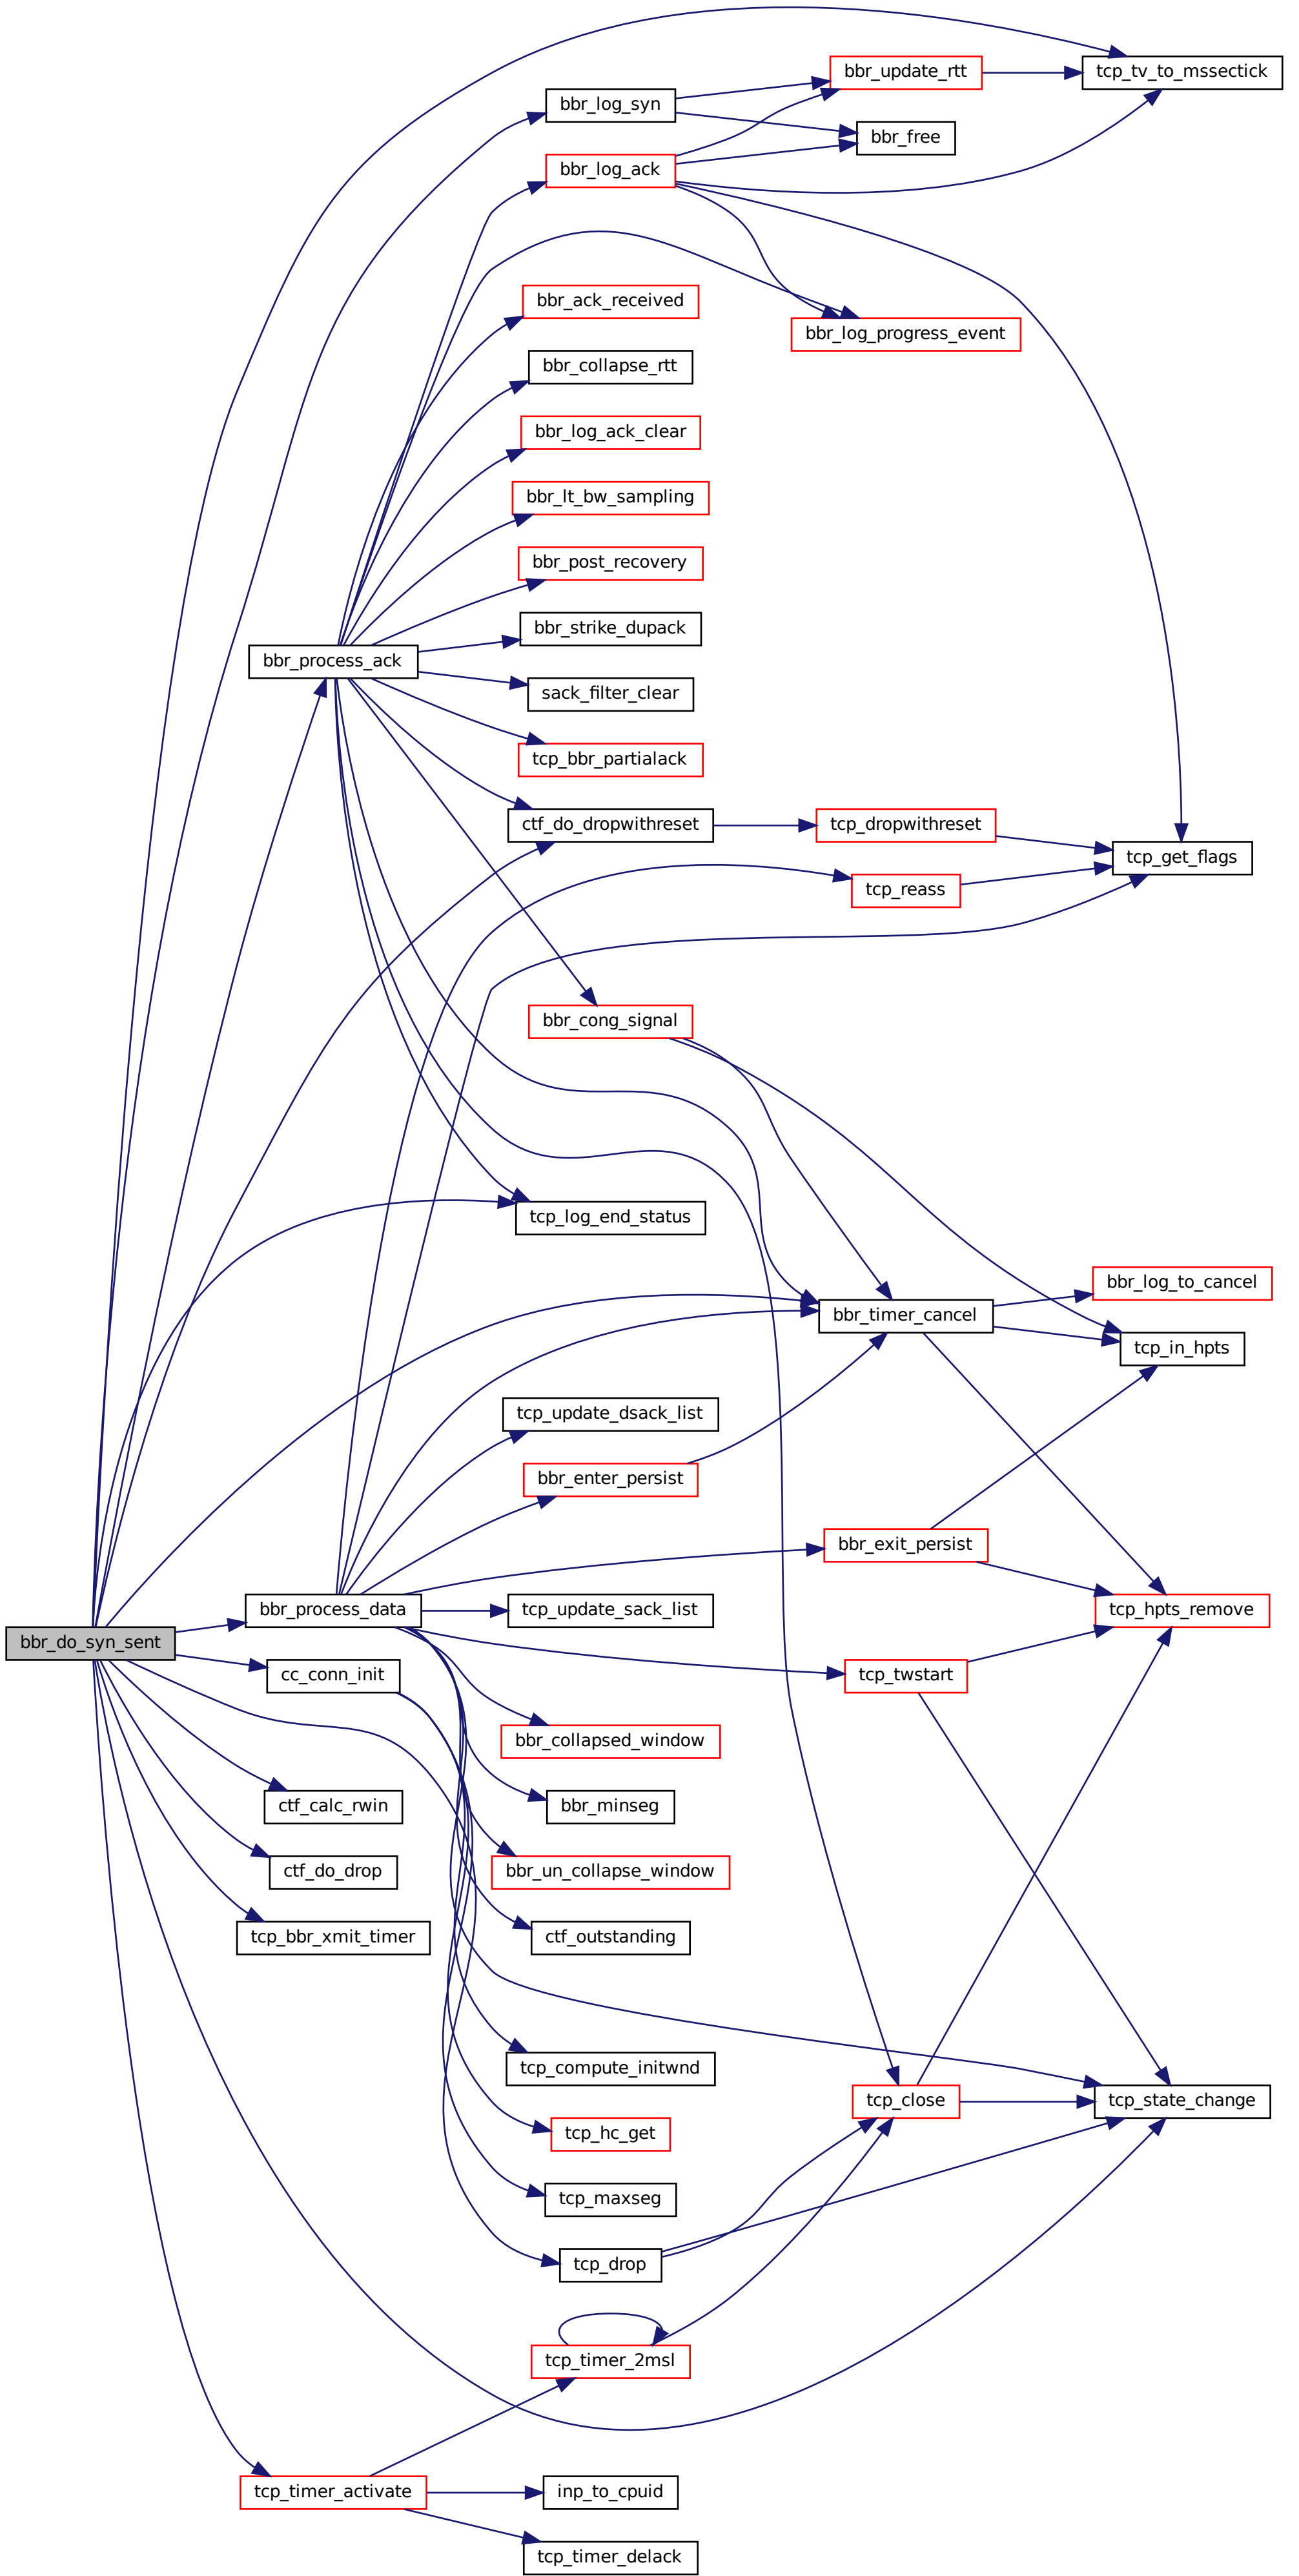 bbr_update_rtt
tcp_tv_to_mssectick
bbr_log_syn
bbr_free
bbr_log_ack
bbr_ack_received
bbr_log_progress_event
bbr_collapse_rtt
bbr_log_ack_clear
bbr_lt_bw_sampling
bbr_post_recovery
bbr_strike_dupack
bbr_process_ack
sack_filter_clear
tcp_bbr_partialack
ctf_do_dropwithreset
tcp_dropwithreset
tcp_get_flags
tcp_reass
bbr_cong_signal
tcp_log_end_status
bbr_log_to_cancel
bbr_timer_cancel
tcp_in_hpts
tcp_update_dsack_list
bbr_enter_persist
bbr_exit_persist
bbr_process_data
tcp_update_sack_list
tcp_hpts_remove
bbr_do_syn_sent
cc_conn_init
tcp_twstart
bbr_collapsed_window
ctf_calc_rwin
bbr_minseg
ctf_do_drop
bbr_un_collapse_window
tcp_bbr_xmit_timer
ctf_outstanding
tcp_compute_initwnd
tcp_close
tcp_state_change
tcp_hc_get
tcp_maxseg
tcp_drop
tcp_timer_2msl
tcp_timer_activate
inp_to_cpuid
tcp_timer_delack